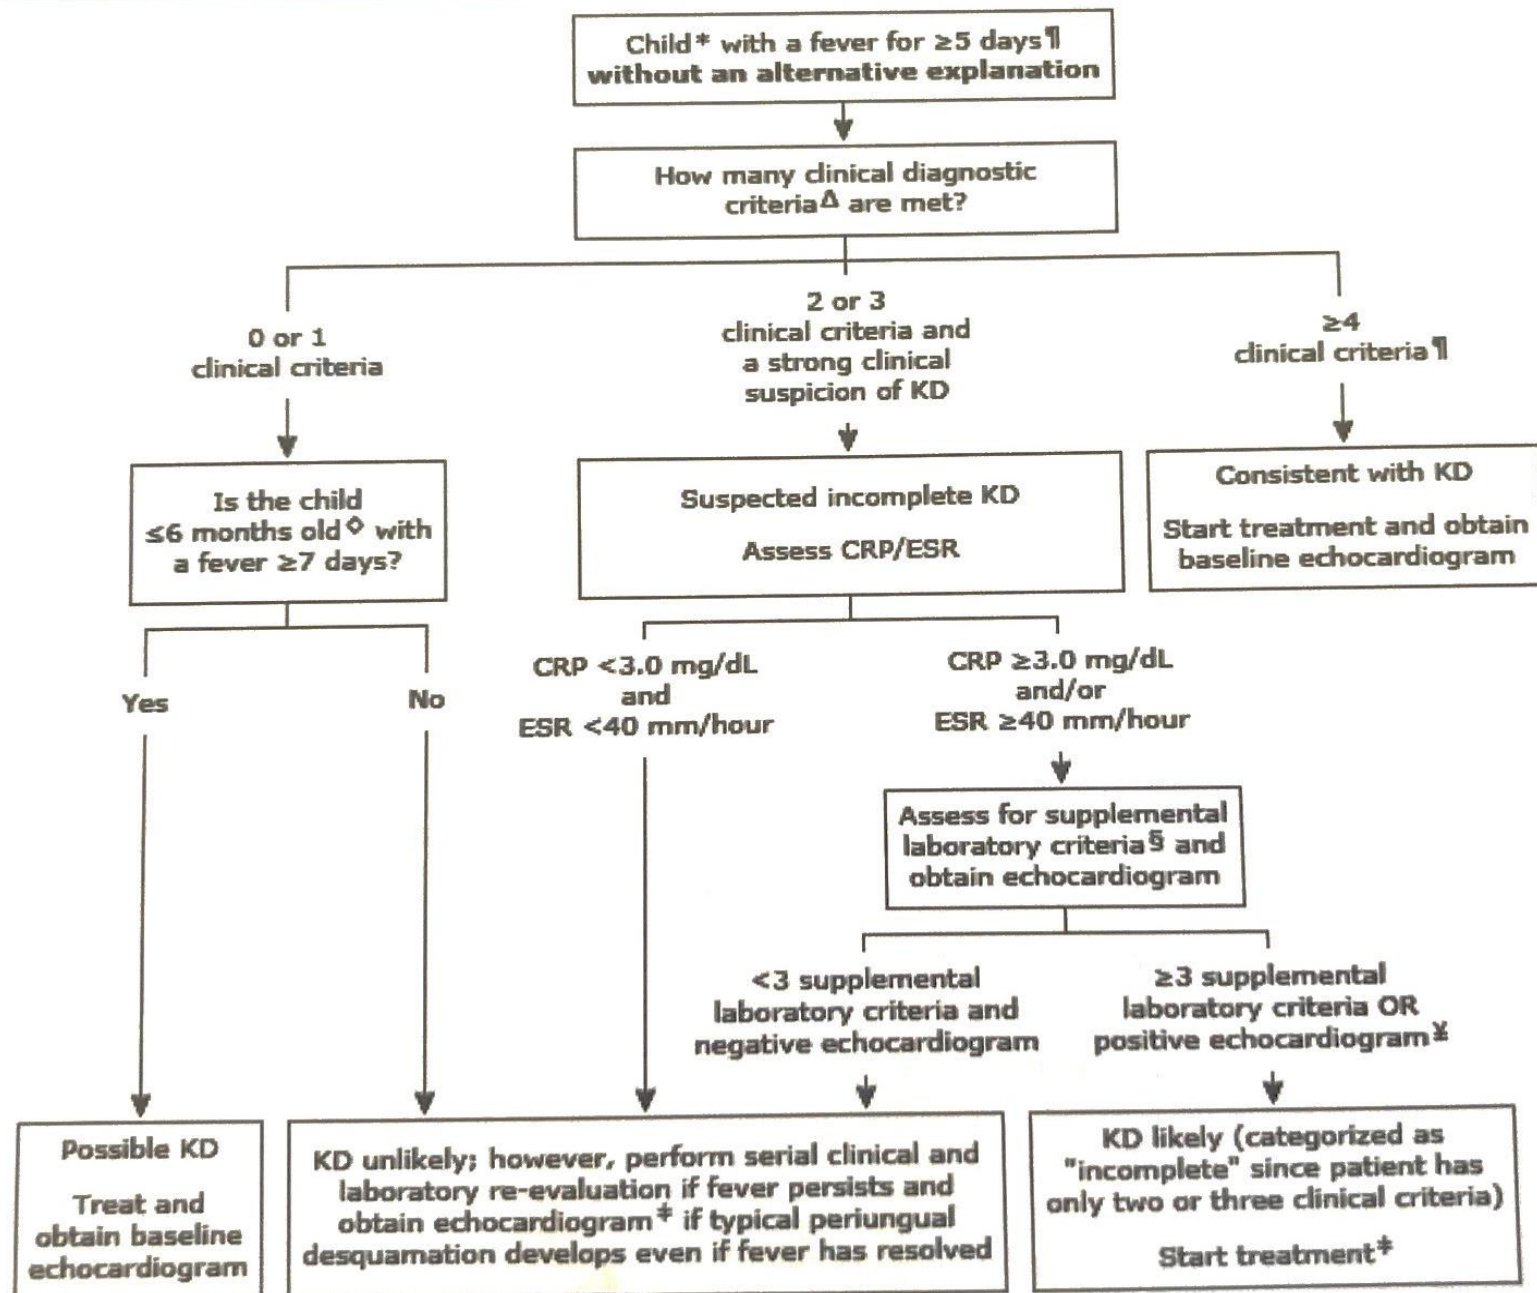 Child* with a fever for ≥5 days¶
without an alternative explanation
How many clinical diagnostic
criteriaΔ are met?
0 or 1
clinical criteria
2 or 3
clinical criteria and
a strong clinical
suspicion of KD
≥4
clinical criteria¶
Is the child
≤6 months old◇ with
a fever ≥7 days?
Suspected incomplete KD
Assess CRP/ESR
Consistent with KD
Start treatment and obtain
baseline echocardiogram
Yes
No
CRP <3.0 mg/dL
and
ESR <40 mm/hour
CRP ≥3.0 mg/dL
and/or
ESR ≥40 mm/hour
Assess for supplemental
laboratory criteria§ and
obtain echocardiogram
<3 supplemental
laboratory criteria and
negative echocardiogram
≥3 supplemental
laboratory criteria OR
positive echocardiogram¥
Possible KD
Treat and
obtain baseline
echocardiogram
KD unlikely; however, perform serial clinical and
laboratory re-evaluation if fever persists and
obtain echocardiogram‡ if typical periungual
desquamation develops even if fever has resolved
KD likely (categorized as
"incomplete" since patient has
only two or three clinical criteria)
Start treatment‡